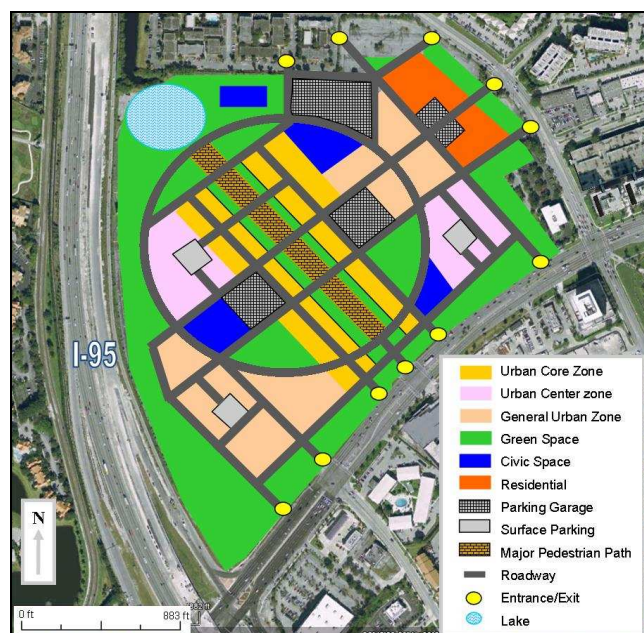 I-95
Urban Core Zone
Urban Center zone
General Urban Zone
Green Space
Civic Space
Residential
Parking Garage
Surface Parking
Major Pedestrian Path
Roadway
Entrance/Exit
Lake
N
0 ft
883 ft